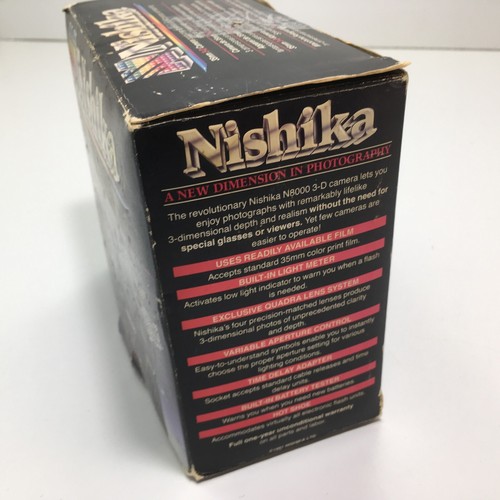 Nishika
Nishika
Nishika
A NEW DIMENSION IN PHOTOGRAPHY
The revolutionary Nishika N8000 3-D camera lets you
enjoy photographs with remarkably lifelike
3-dimensional depth and realism without the need for
special glasses or viewers. Yet few cameras are
easier to operate!
USES READILY AVAILABLE FILM
Accepts standard 35mm color print film.
BUILT-IN LIGHT METER
Activates low light indicator to warn you when a flash
is needed.
EXCLUSIVE QUADRA LENS SYSTEM
Nishika's four precision-matched lenses produce
3-dimensional photos of unprecedented clarity
and depth.
VARIABLE APERTURE CONTROL
Easy-to-understand symbols enable you to instantly
choose the proper aperture setting for various
lighting conditions.
TIME DELAY ADAPTER
Socket accepts standard cable releases and time
delay units.
BUILT-IN BATTERY TESTER
Warns you when you need new batteries.
HOT SHOE
Accommodates virtually all electronic flash units.
Full one-year unconditional warranty
on all parts and labor.